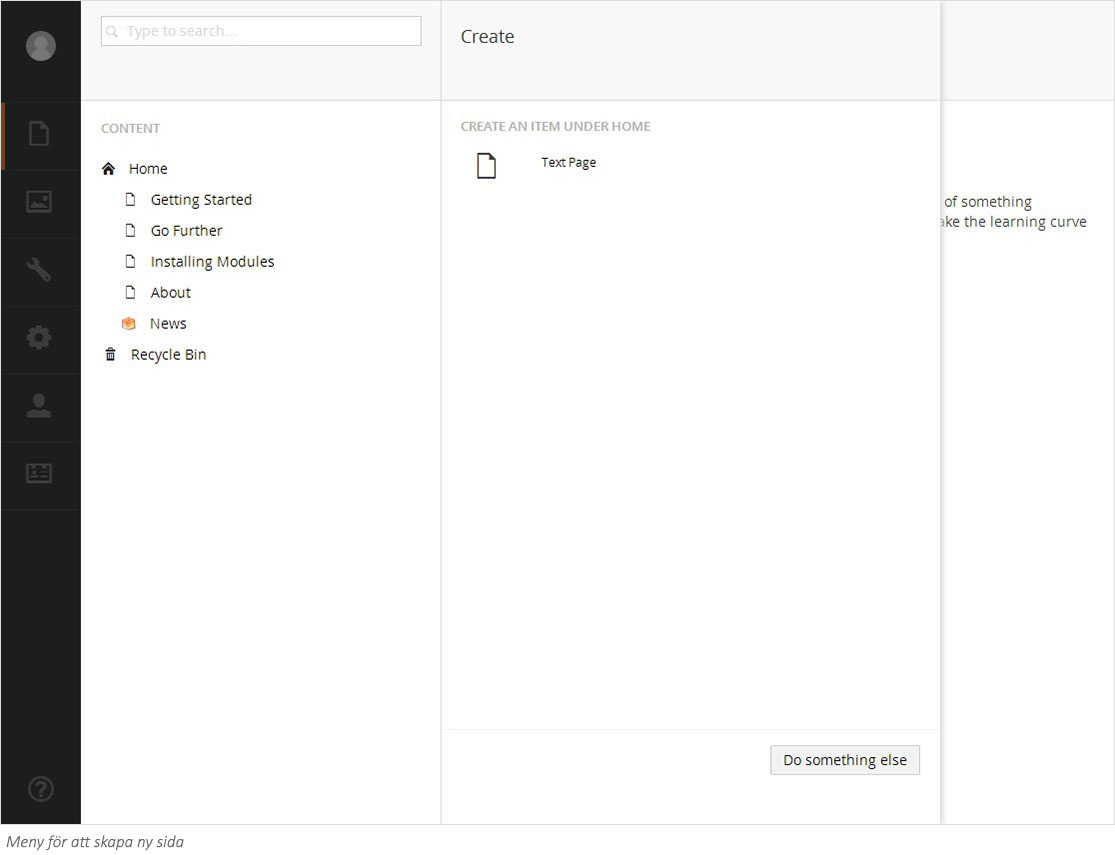 Type to search...
CONTENT
Home
Getting Started
Go Further
Installing Modules
About
News
Recycle Bin
Create
CREATE AN ITEM UNDER HOME
Text Page
Do something else
of something
ake the learning curve
Meny för att skapa ny sida